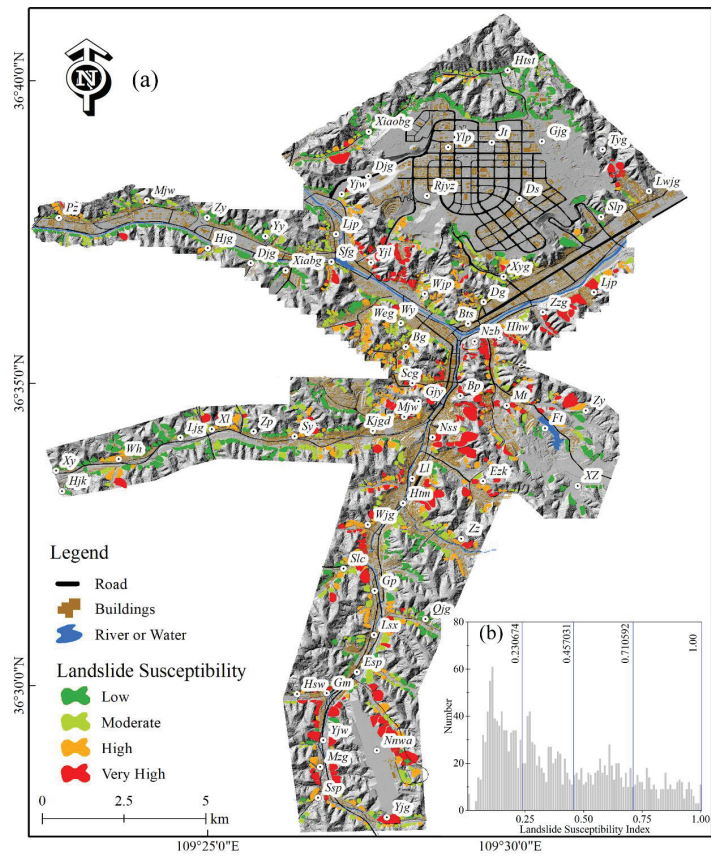 N
(a)
36°40'0"N
36°35'0"N
36°30'0"N
109°25'0"E
109°30'0"E
Htst
Xiaobg
Ylp
Jt
Gjg
Tyg
Djg
Yjw
Rjyz
Ds
Lwjg
Slp
Pz
Mjw
Zy
Yy
Ljp
Hjg
Djg
Xiabg
Sfg
Yjl
Xyg
Wjp
Dg
Ljp
Weg
Wy
Bts
Zzg
Nzb
Hhw
Bg
Scg
Gjy
Bp
Mjw
Mt
Zy
Kjgd
Ft
Xl
Zp
Sy
Ljg
Nss
Wh
Xy
Hjk
Ll
Ezk
XZ
Htm
Wjg
Zz
Slc
Gp
Qjg
Lsx
Esp
Hsw
Gm
Yjw
Nnwa
Mzg
Ssp
Yjg
Legend
Road
Buildings
River or Water
Landslide Susceptibility
Low
Moderate
High
Very High
0
2.5
5
km
(b)
0.230674
0.457031
0.710592
1.00
80
60
40
20
0
Number
0.25
0.50
0.75
1.0
Landslide Susceptibility Index